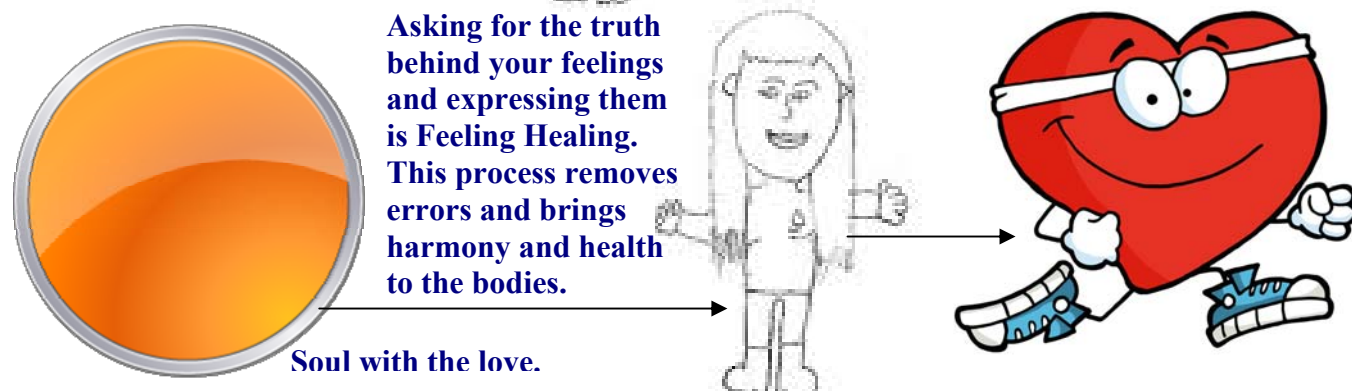 Asking for the truth
behind your feelings
and expressing them
is Feeling Healing.
This process removes
errors and brings
harmony and health
to the bodies.
Soul with the love.